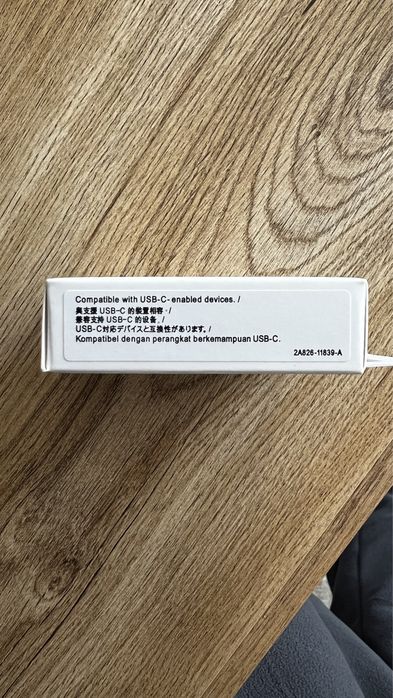 Compatible with USB-C-enabled devices. /
與支援 USB-C 的裝置相容。/
兼容支持 USB-C 的设备。/
USB-C対応デバイスと互換性があります。/
Kompatibel dengan perangkat berkemampuan USB-C.
2A826-11839-A